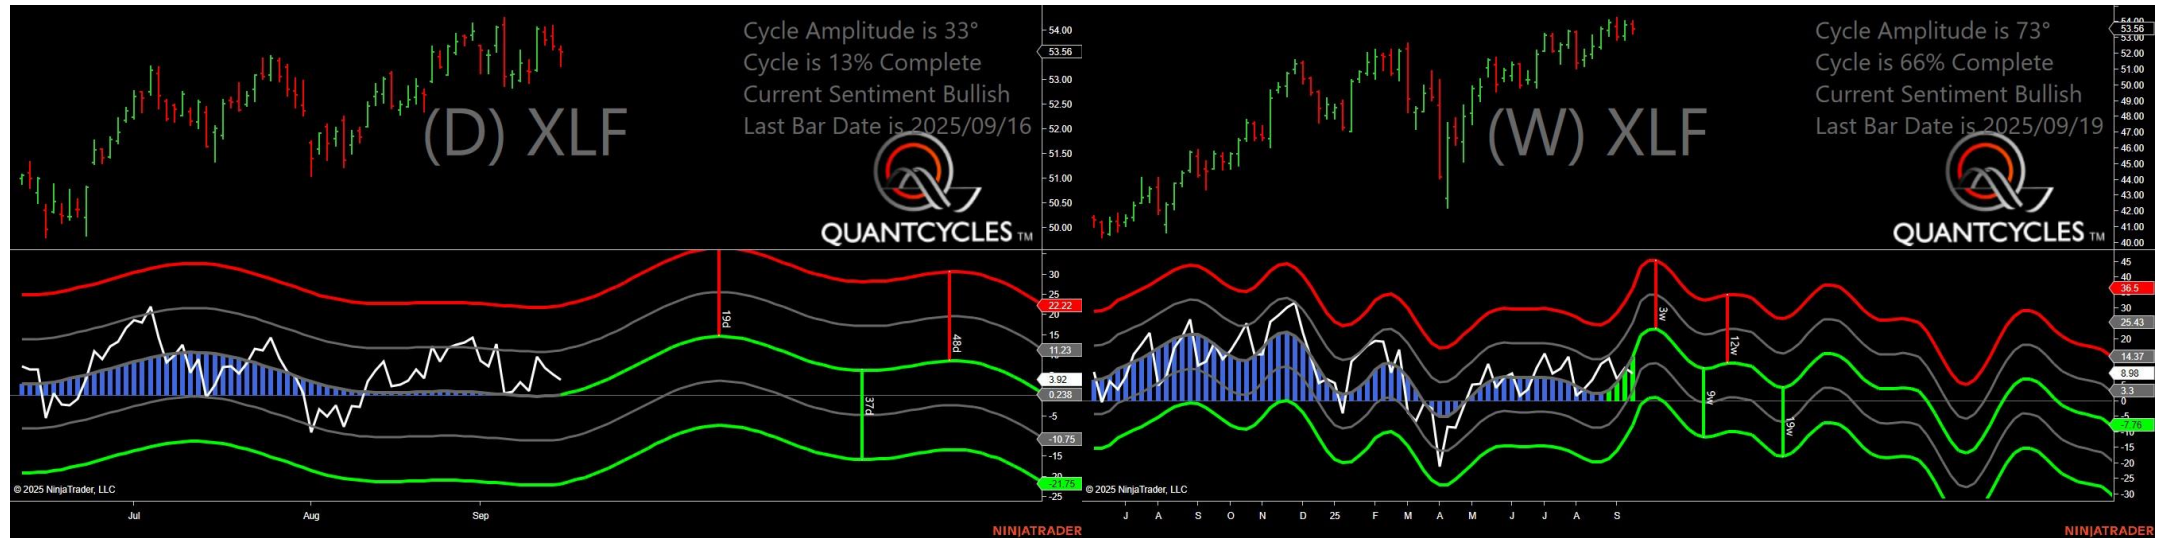 Cycle Amplitude is 33°
Cycle is 13% Complete
Current Sentiment Bullish
Last Bar Date is 2025/09/16
(D) XLF
QUANTCYCLES TM
54.00
53.56
53.00
52.50
52.00
51.50
51.00
50.50
50.00
30
25
22.22
20
15
11.23
3.92
0.238
-5
-10.75
-15
-21.75
-25
19d
37d
48d
© 2025 NinjaTrader, LLC
Jul
Aug
Sep
NINJATRADER
Cycle Amplitude is 73°
Cycle is 66% Complete
Current Sentiment Bullish
Last Bar Date is 2025/09/19
(W) XLF
QUANTCYCLES TM
54.00
53.56
53.00
52.00
51.00
50.00
49.00
48.00
47.00
46.00
45.00
44.00
43.00
42.00
41.00
40.00
45
40
36.5
30
25.43
20
14.37
8.98
3.3
0
-7.76
-15
-20
-25
-30
3w
9w
12w
19w
© 2025 NinjaTrader, LLC
J A S O N D 25 F M A M J J A S
NINJATRADER